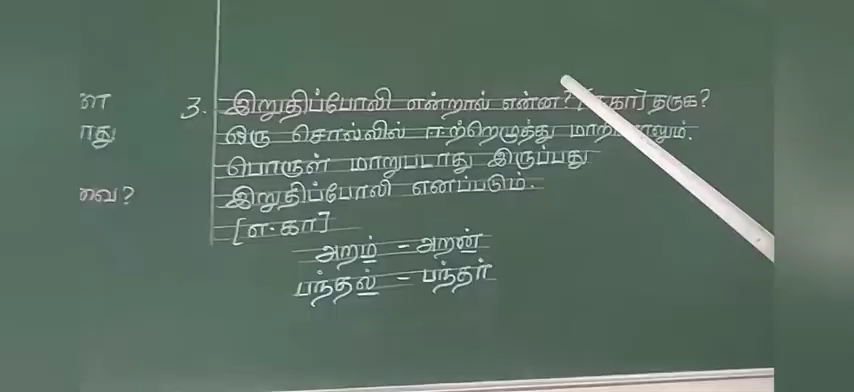 3. இறுதிப்போலி என்றால் என்ன? [எ.கா] தருக?
ஒரு சொல்லில் ஈற்றெழுத்து மாறினாலும்.
பொருள் மாறுபடாது இருப்பது
இறுதிப்போலி எனப்படும்.
[எ.கா]
அறம் - அறன்
பந்தல் - பந்தர்